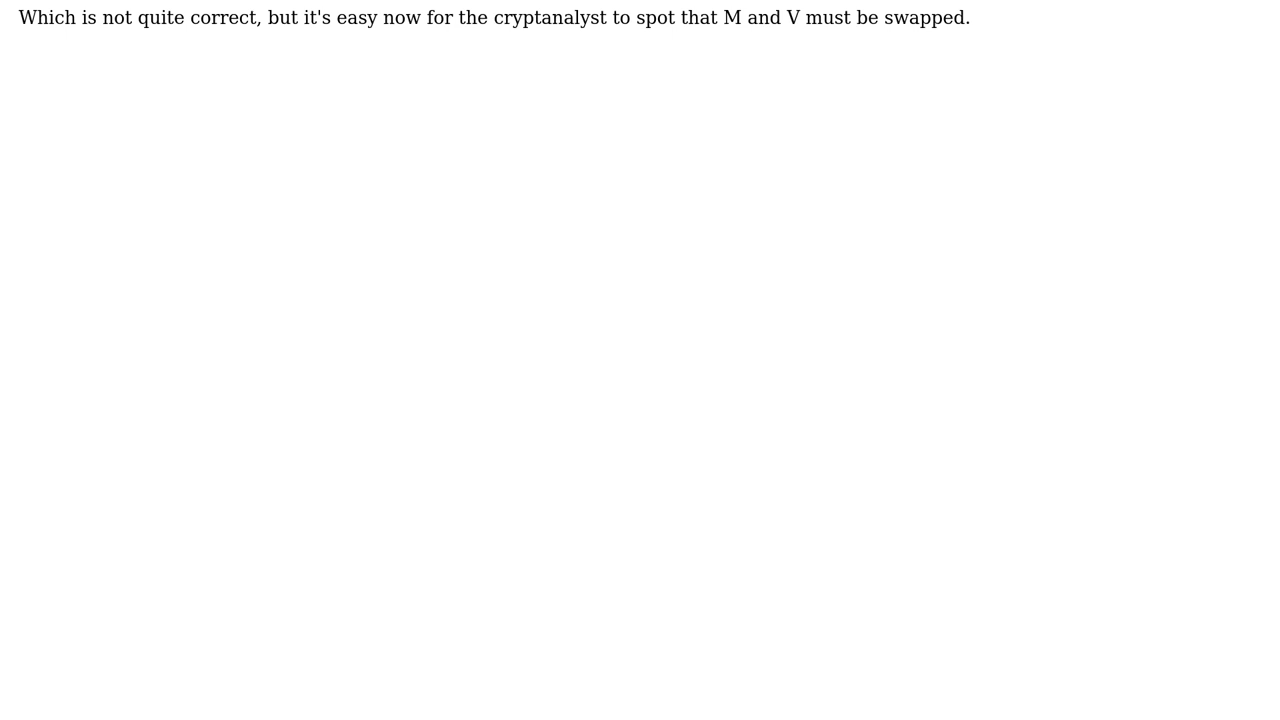 Which is not quite correct, but it's easy now for the cryptanalyst to spot that M and V must be swapped.